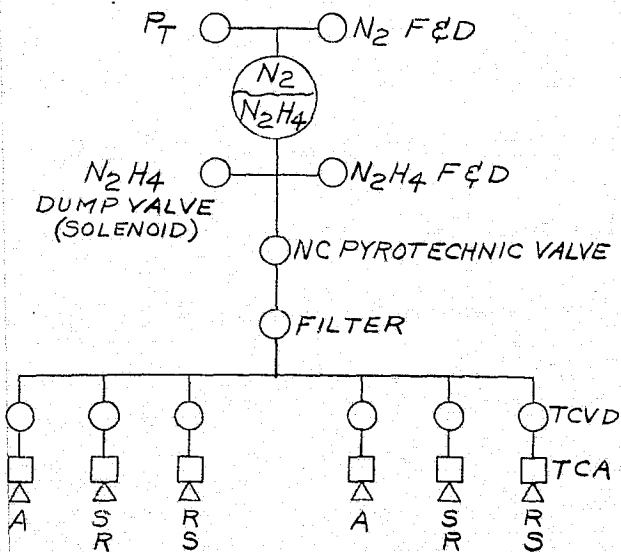 PT N2 F&D
N2
N2H4
N2H4 N2H4 F&D
DUMP VALVE
(SOLENOID)
NC PYROTECHNIC VALVE
FILTER
TCVD
TCA
A S R A S R
R S R S